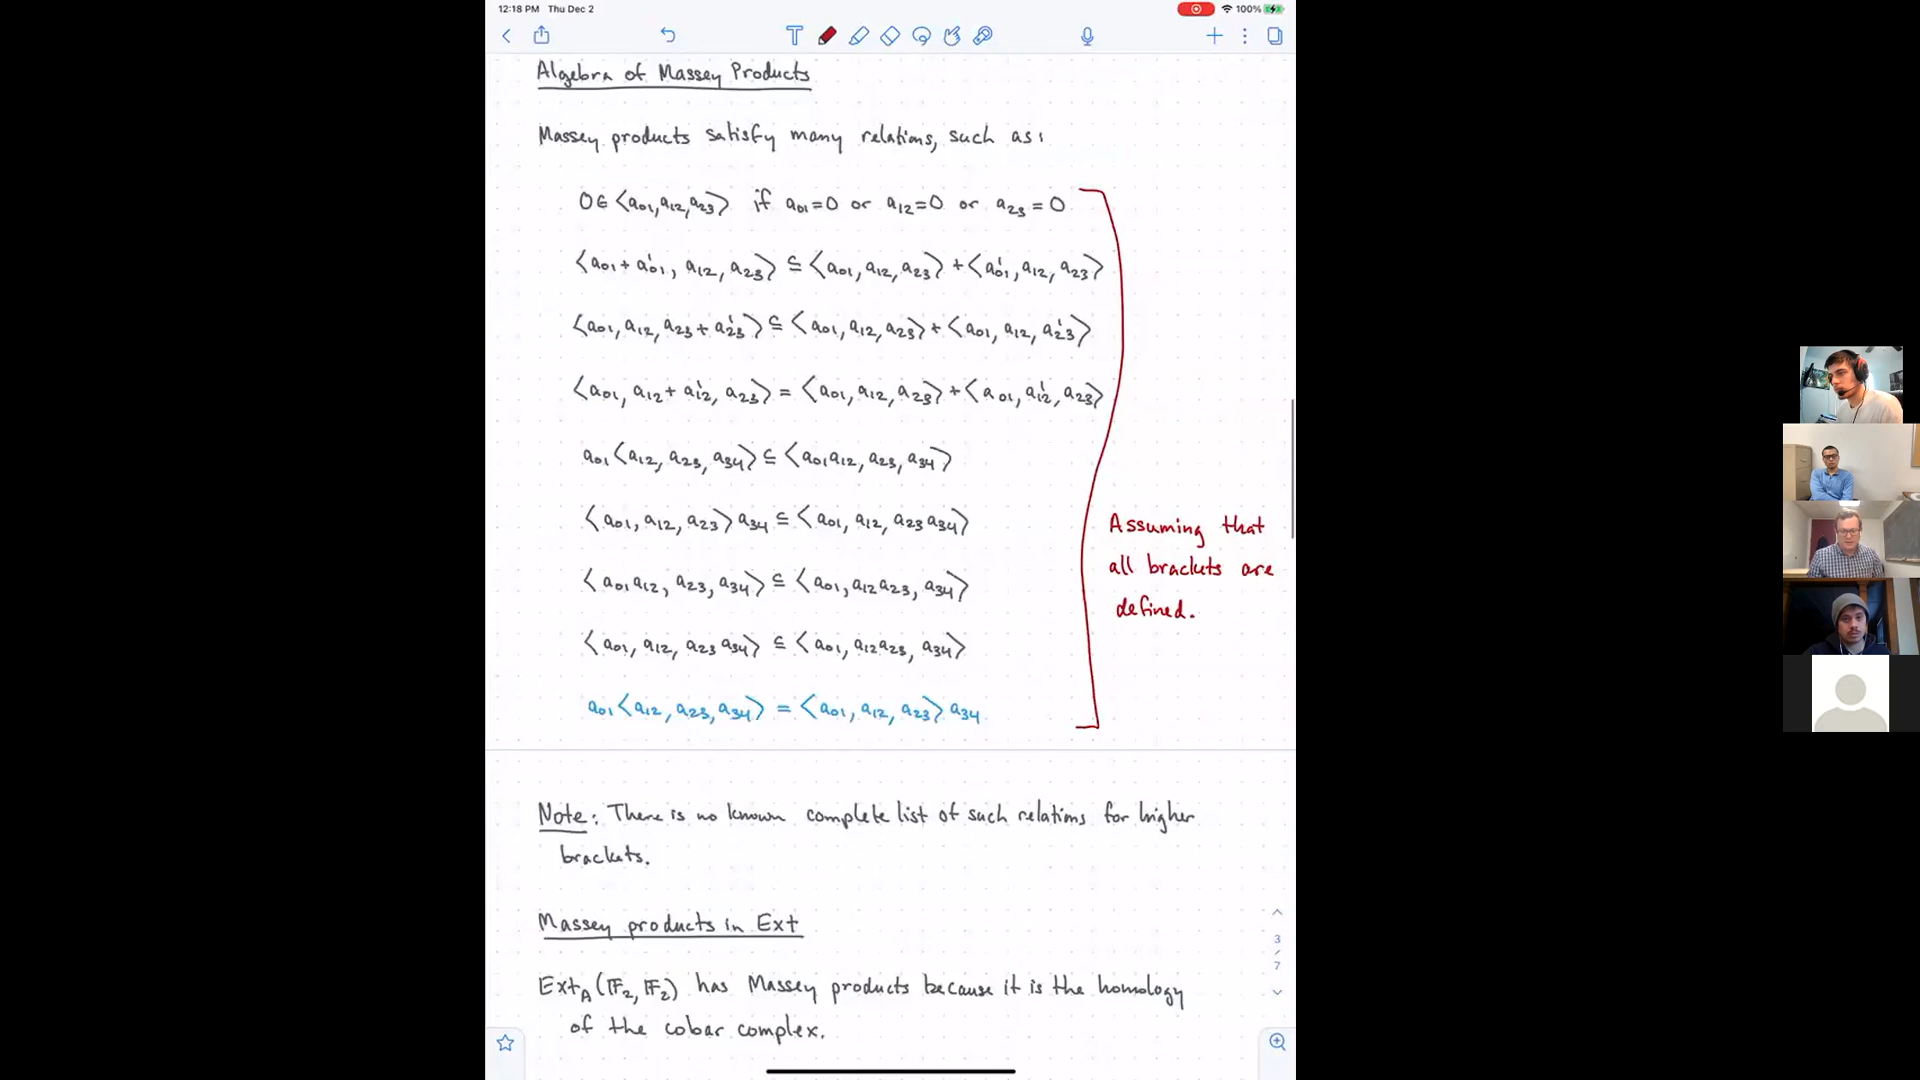 12:18 PM Thu Dec 2
100%
Algebra of Massey Products
Massey products satisfy many relations, such as:
0 ∈ ⟨a₀₁, a₁₂, a₂₃⟩ if a₀₁ = 0 or a₁₂ = 0 or a₂₃ = 0
⟨a₀₁ + a'₀₁, a₁₂, a₂₃⟩ ⊆ ⟨a₀₁, a₁₂, a₂₃⟩ + ⟨a'₀₁, a₁₂, a₂₃⟩
⟨a₀₁, a₁₂, a₂₃ + a'₂₃⟩ ⊆ ⟨a₀₁, a₁₂, a₂₃⟩ + ⟨a₀₁, a₁₂, a'₂₃⟩
⟨a₀₁, a₁₂ + a'₁₂, a₂₃⟩ = ⟨a₀₁, a₁₂, a₂₃⟩ + ⟨a₀₁, a'₁₂, a₂₃⟩
a₀₁⟨a₁₂, a₂₃, a₃₄⟩ ⊆ ⟨a₀₁a₁₂, a₂₃, a₃₄⟩
⟨a₀₁, a₁₂, a₂₃⟩a₃₄ ⊆ ⟨a₀₁, a₁₂, a₂₃a₃₄⟩
⟨a₀₁a₁₂, a₂₃, a₃₄⟩ ⊆ ⟨a₀₁, a₁₂a₂₃, a₃₄⟩
⟨a₀₁, a₁₂, a₂₃a₃₄⟩ ⊆ ⟨a₀₁, a₁₂a₂₃, a₃₄⟩
a₀₁⟨a₁₂, a₂₃, a₃₄⟩ = ⟨a₀₁, a₁₂, a₂₃⟩a₃₄
Assuming that
all brackets are
defined.
Note: There is no known complete list of such relations for higher
brackets.
Massey products in Ext
Ext_A(𝔽₂, 𝔽₂) has Massey products because it is the homology
of the cobar complex.
3
/
7